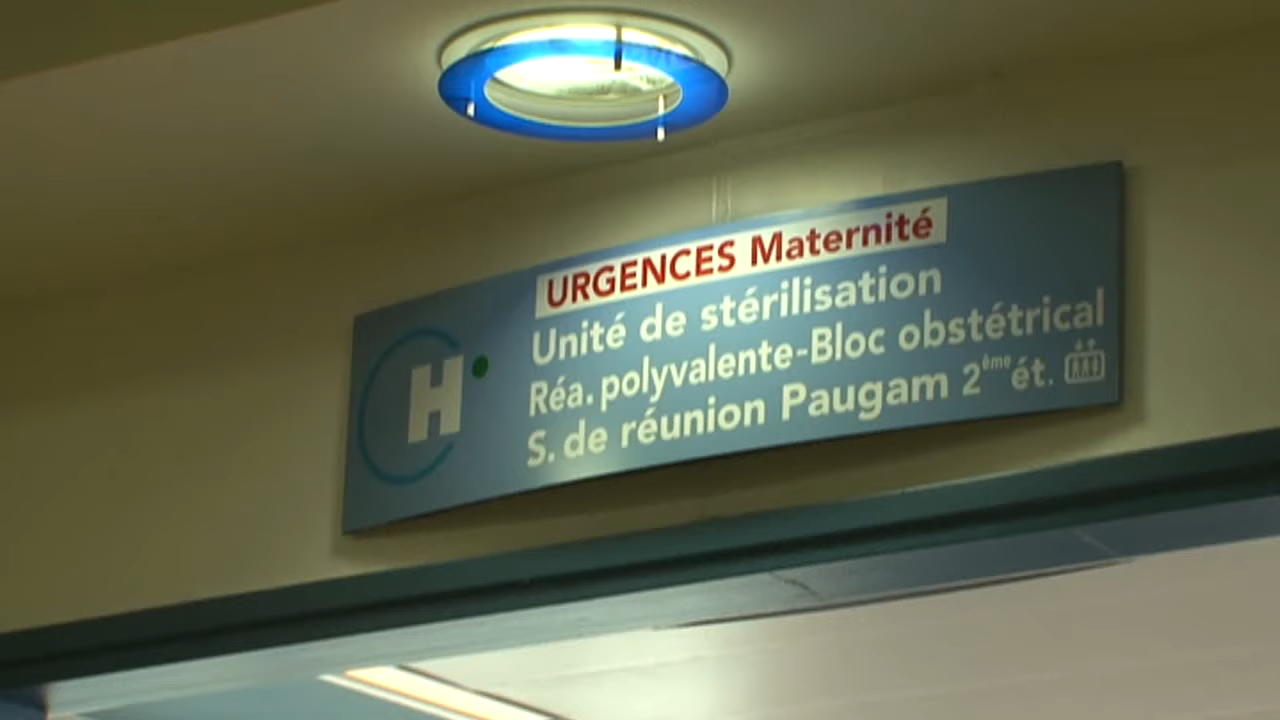 URGENCES Maternité
Unité de stérilisation
Réa. polyvalente-Bloc obstétrical
S. de réunion Paugam 2ème ét.
H